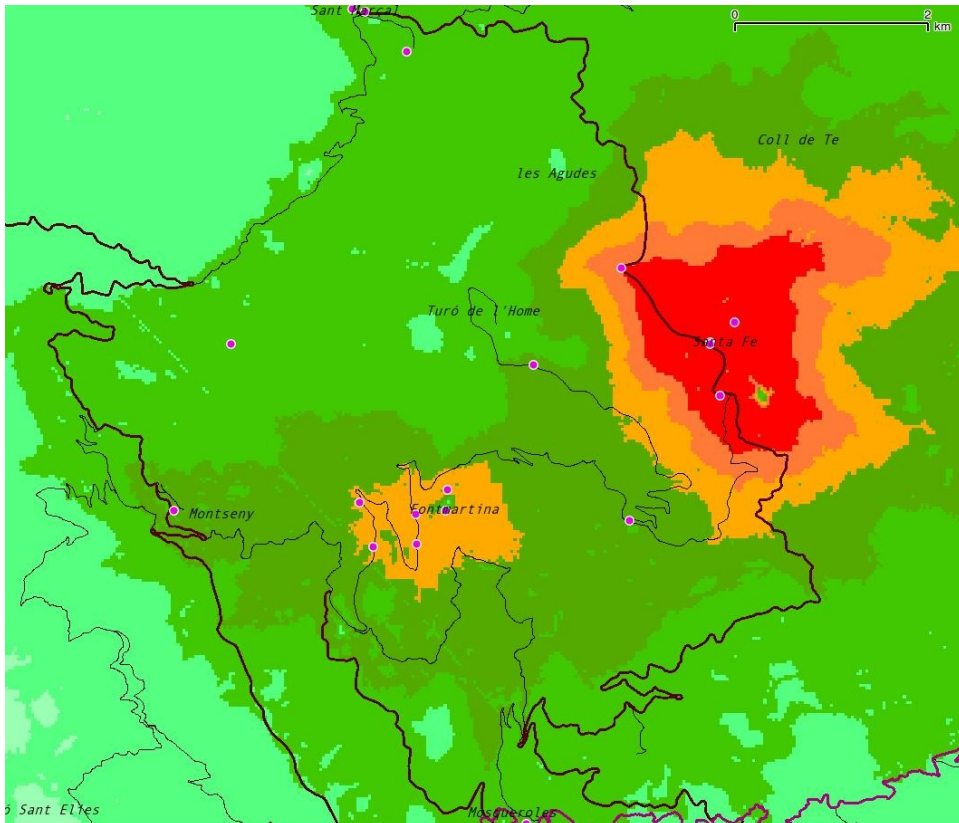 Sant Marçal
0 2
km
Coll de Te
les Agudes
Turó de l'Home
Santa Fe
Fontmartina
Montseny
ó Sant Elies
Mosqueroles